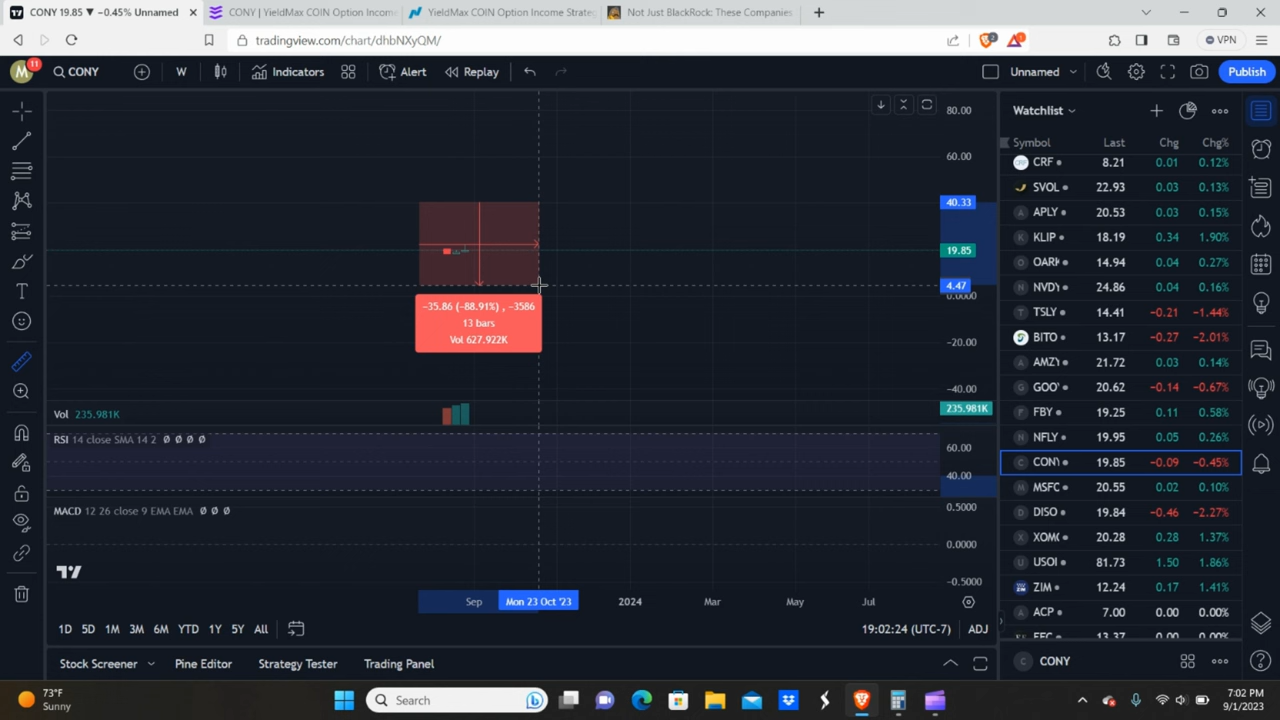 CONY 19.85 ▼ −0.45% Unnamed
CONY | YieldMax COIN Option Income
YieldMax COIN Option Income Strateg
Not Just BlackRock: These Companies
tradingview.com/chart/dhbNXyQM/
3
1
VPN
M
11
CONY
W
Indicators
Alert
Replay
Unnamed
Publish
80.00
60.00
40.33
19.85
4.47
0.0000
−20.00
−40.00
−35.86 (−88.91%) , −3586
13 bars
Vol 627.922K
Vol 235.981K
235.981K
RSI 14 close SMA 14 2 Ø Ø Ø Ø
60.00
40.00
MACD 12 26 close 9 EMA EMA Ø Ø Ø
0.5000
0.0000
−0.5000
Sep
Mon 23 Oct '23
2024
Mar
May
Jul
1D 5D 1M 3M 6M YTD 1Y 5Y All
19:02:24 (UTC-7)
ADJ
Stock Screener
Pine Editor
Strategy Tester
Trading Panel
Watchlist
Symbol Last Chg Chg%
CRF 8.21 0.01 0.12%
SVOL 22.93 0.03 0.13%
APLY 20.53 0.03 0.15%
KLIP 18.19 0.34 1.90%
OARK 14.94 0.04 0.27%
NVDY 24.86 0.04 0.16%
TSLY 14.41 −0.21 −1.44%
BITO 13.17 −0.27 −2.01%
AMZY 21.72 0.03 0.14%
GOO 20.62 −0.14 −0.67%
FBY 19.25 0.11 0.58%
NFLY 19.95 0.05 0.26%
CONY 19.85 −0.09 −0.45%
MSFC 20.55 0.02 0.10%
DISO 19.84 −0.46 −2.27%
XOMO 20.28 0.28 1.37%
USOI 81.73 1.50 1.86%
ZIM 12.24 0.17 1.41%
ACP 7.00 0.00 0.00%
13.37 0.00 0.00%
CONY
73°F
Sunny
Search
7:02 PM
9/1/2023